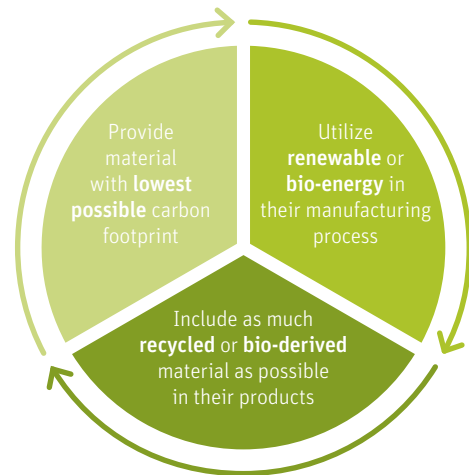 Provide
material
with lowest
possible carbon
footprint
Utilize
renewable or
bio-energy in
their manufacturing
process
Include as much
recycled or bio-derived
material as possible
in their products